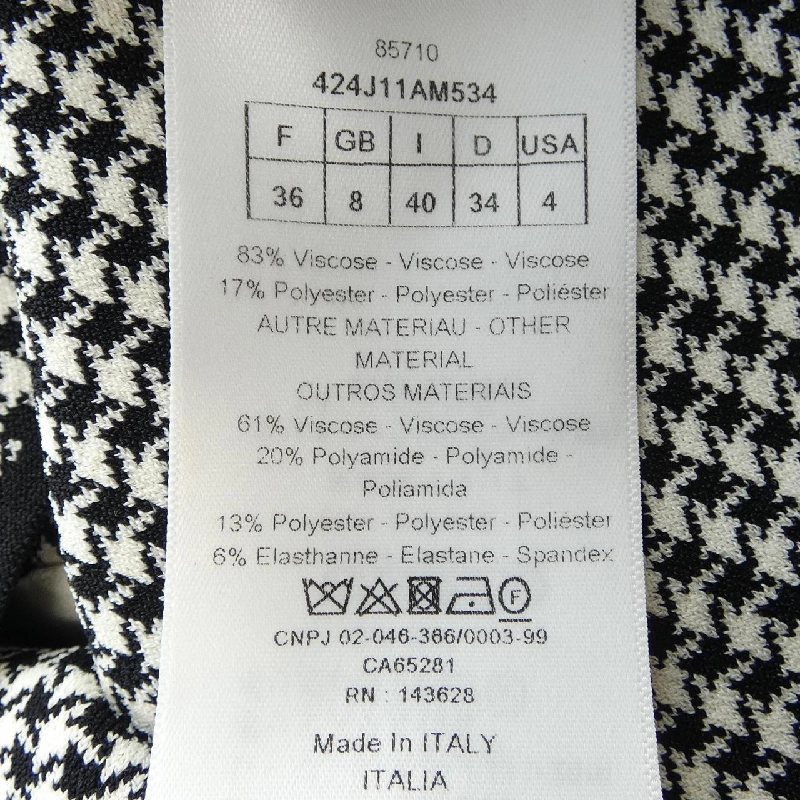 85710
424J11AM534
F GB I D USA
36 8 40 34 4
83% Viscose - Viscose - Viscose
17% Polyester - Polyester - Poliéster
AUTRE MATERIAU - OTHER
MATERIAL
OUTROS MATERIAIS
61% Viscose - Viscose - Viscose
20% Polyamide - Polyamide -
Poliamida
13% Polyester - Polyester - Poliéster
6% Elasthanne - Elastane - Spandex
F
CNPJ 02-046-366/0003-99
CA65281
RN : 143628
Made In ITALY
ITALIA